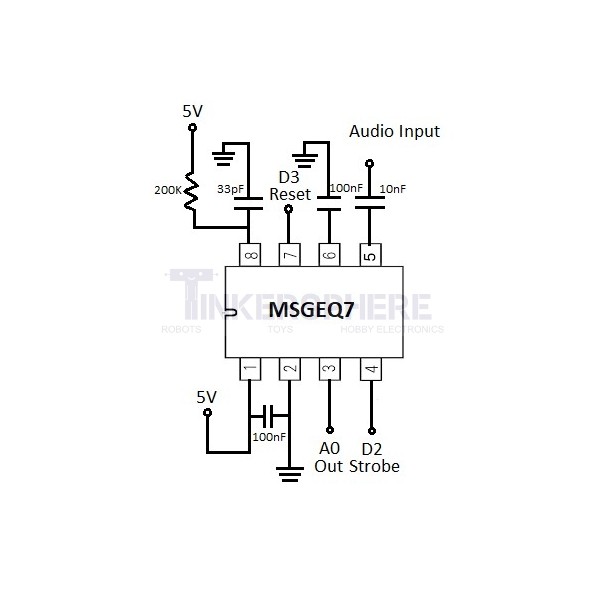 5V
Audio Input
200K
33pF
D3
Reset
100nF
10nF
8
7
6
5
TINKERSPHERE
MSGEQ7
ROBOTS TOYS HOBBY ELECTRONICS
1
2
3
4
5V
100nF
A0
Out
D2
Strobe